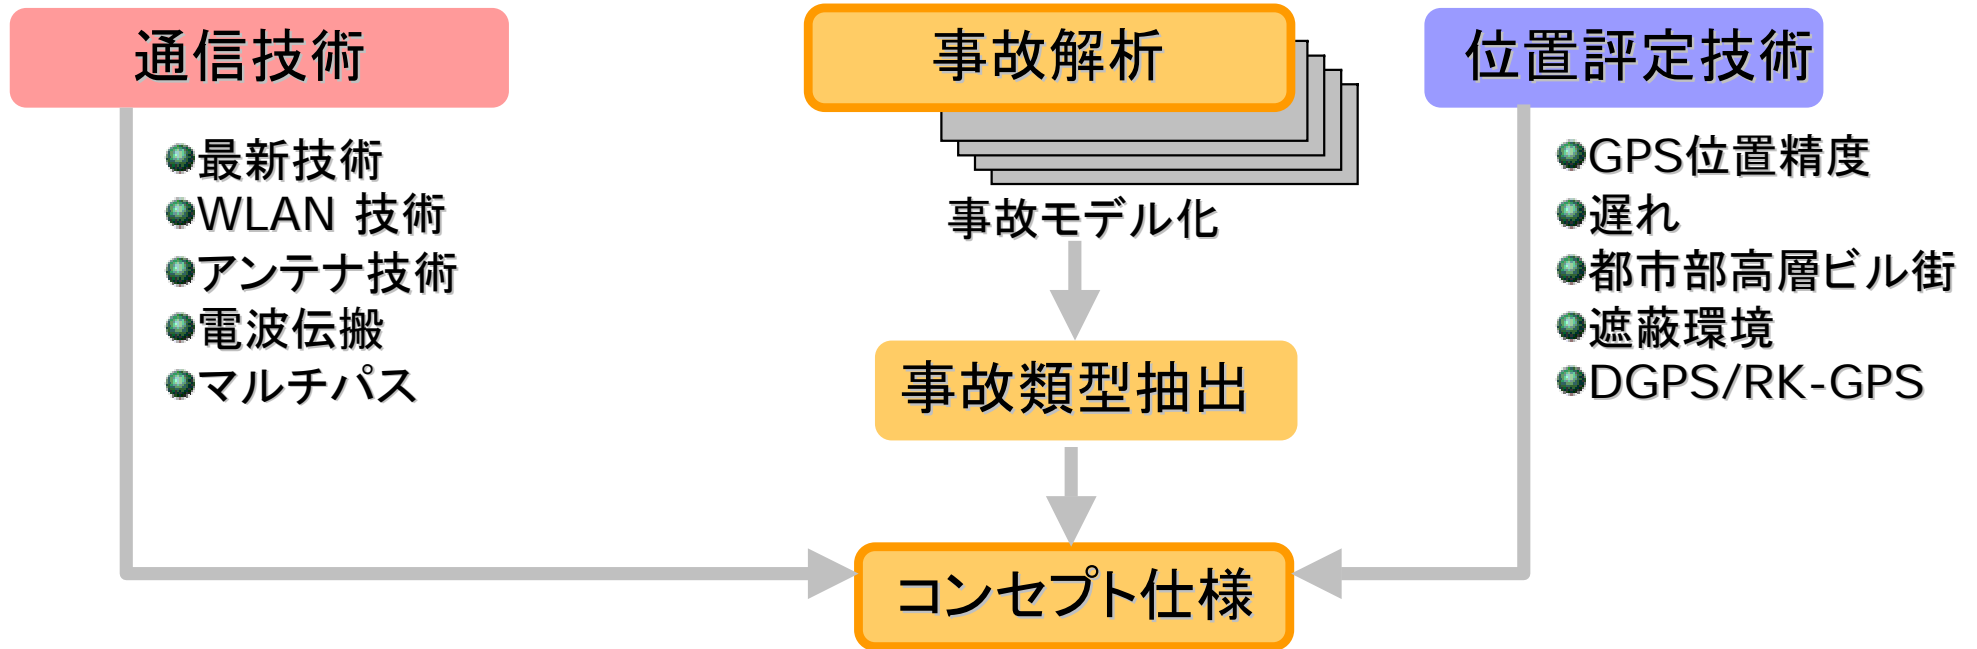 通信技術
最新技術
WLAN 技術
アンテナ技術
電波伝搬
マルチパス
事故解析
事故モデル化
事故類型抽出
コンセプト仕様
位置評定技術
GPS位置精度
遅れ
都市部高層ビル街
遮蔽環境
DGPS/RK-GPS